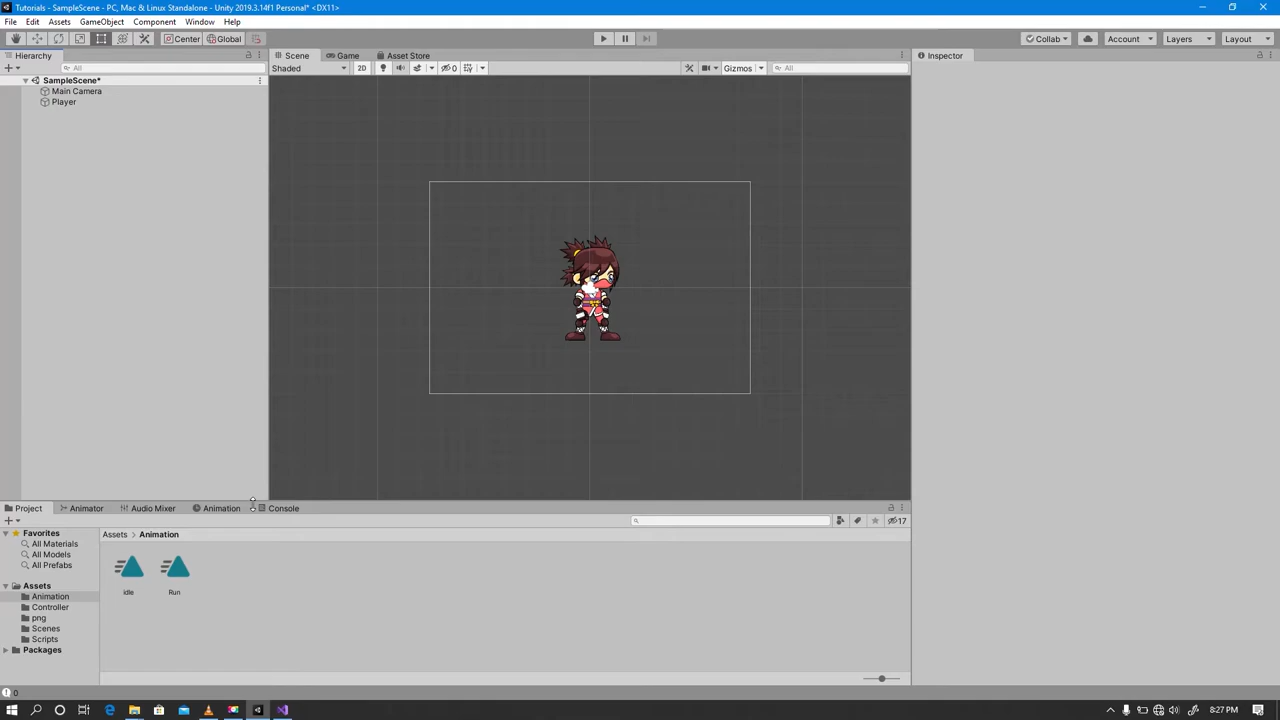 Tutorials - SampleScene - PC, Mac & Linux Standalone - Unity 2019.3.14f1 Personal* <DX11>
File Edit Assets GameObject Component Window Help
Center Global Collab Account Layers Layout
Hierarchy Scene Game Asset Store Inspector
All Shaded 2D 0 Gizmos All
SampleScene*
Main Camera
Player
Project Animator Audio Mixer Animation Console
17
Favorites Assets > Animation
All Materials
All Models
All Prefabs
Assets
idle Run
Animation
Controller
png
Scenes
Scripts
Packages
0
8:27 PM